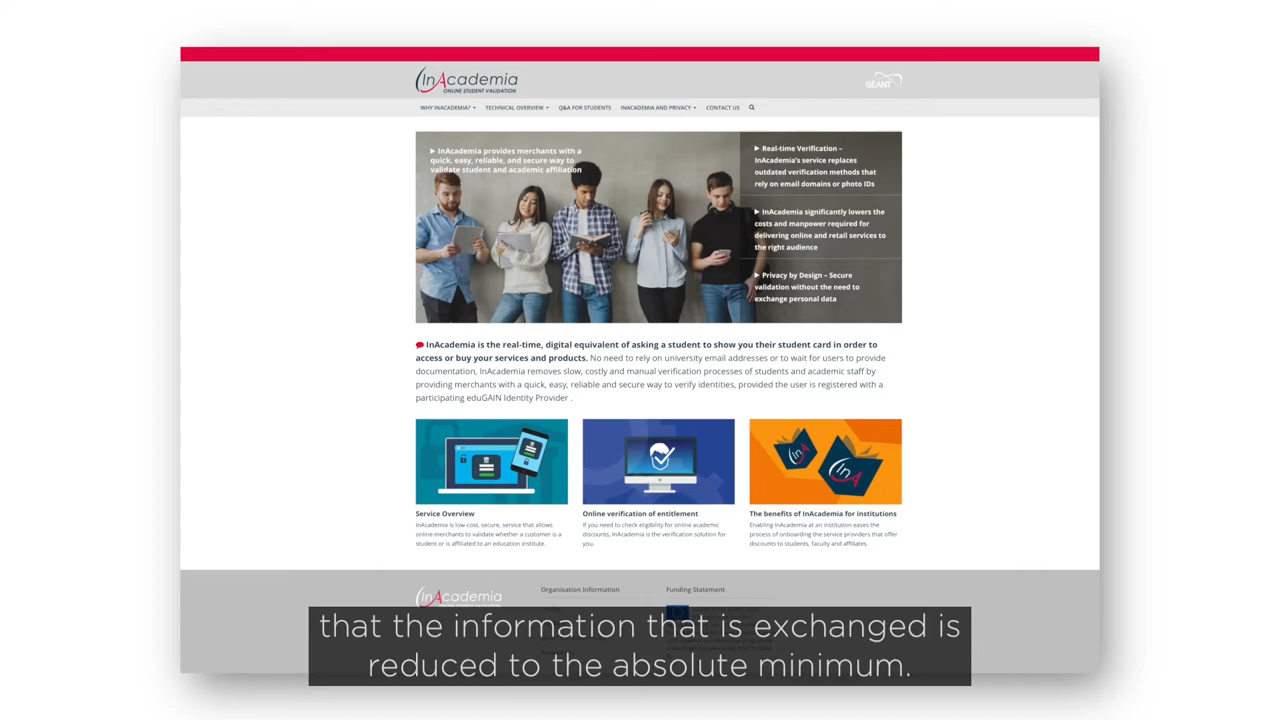 InAcademia
ONLINE STUDENT VALIDATION
GÉANT
WHY INACADEMIA?
TECHNICAL OVERVIEW
Q&A FOR STUDENTS
INACADEMIA AND PRIVACY
CONTACT US
InAcademia provides merchants with a
quick, easy, reliable, and secure way to
validate student and academic affiliation
Real-time Verification –
InAcademia's service replaces
outdated verification methods that
rely on email domains or photo IDs
InAcademia significantly lowers the
costs and manpower required for
delivering online and retail services to
the right audience
Privacy by Design – Secure
validation without the need to
exchange personal data
InAcademia is the real-time, digital equivalent of asking a student to show you their student card in order to
access or buy your services and products. No need to rely on university email addresses or to wait for users to provide
documentation, InAcademia removes slow, costly and manual verification processes of students and academic staff by
providing merchants with a quick, easy, reliable and secure way to verify identities, provided the user is registered with a
participating eduGAIN Identity Provider .
InA
InA
Service Overview
InAcademia is low-cost, secure, service that allows
online merchants to validate whether a customer is a
student or is affiliated to an education institute.
Online verification of entitlement
If you need to check eligibility for online academic
discounts, InAcademia is the verification solution for
you.
The benefits of InAcademia for institutions
Enabling InAcademia at an institution eases the
process of onboarding the service providers that offer
discounts to students, faculty and affiliates.
InAcademia
Organisation Information
Funding Statement
that the information that is exchanged is
reduced to the absolute minimum.